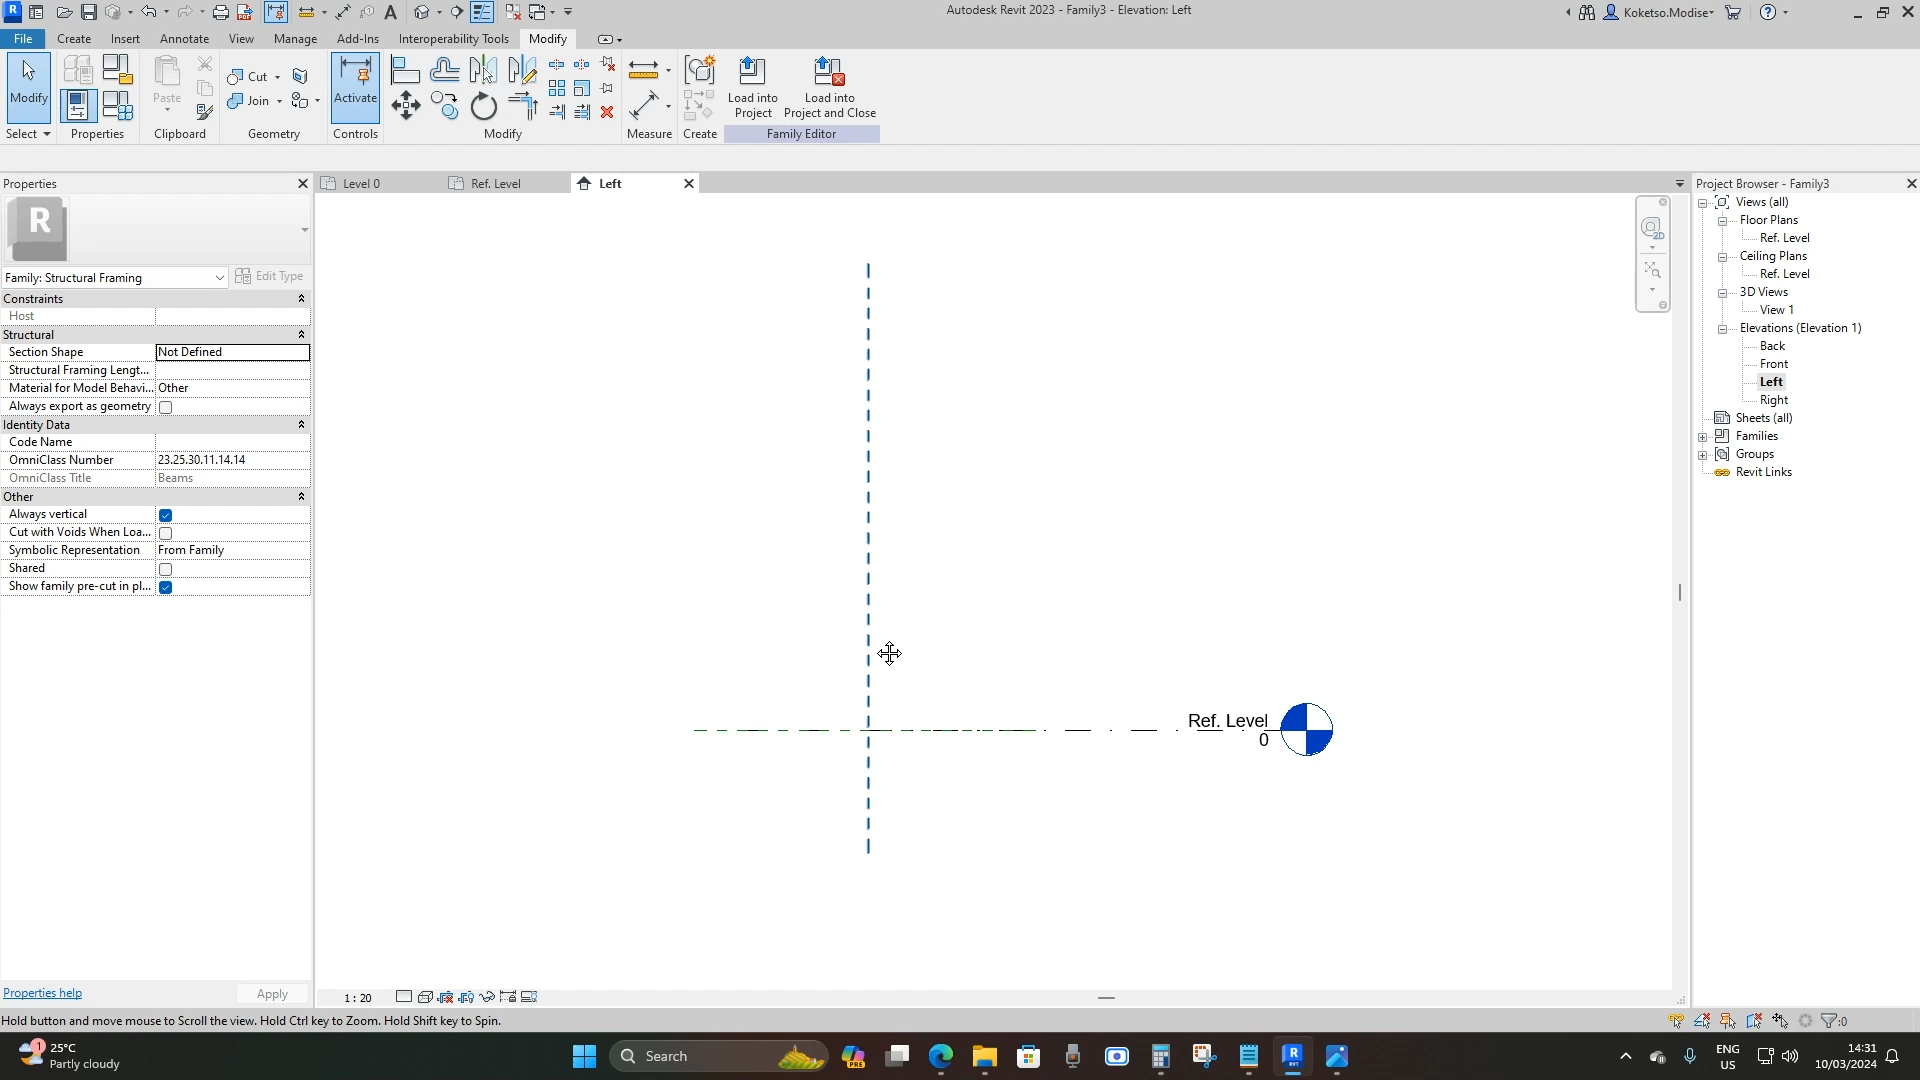 Autodesk Revit 2023 - Family3 - Elevation: Left
Koketso.Modise
File
Create
Insert
Annotate
View
Manage
Add-Ins
Interoperability Tools
Modify
Modify
Paste
Cut
Join
Activate
Load into
Project
Load into
Project and Close
Select
Properties
Clipboard
Geometry
Controls
Modify
Measure
Create
Family Editor
Properties
Level 0
Ref. Level
Left
Project Browser - Family3
R
Family: Structural Framing
Edit Type
Constraints
Host
Structural
Section Shape
Not Defined
Structural Framing Lengt...
Material for Model Behavi...
Other
Always export as geometry
Identity Data
Code Name
OmniClass Number
23.25.30.11.14.14
OmniClass Title
Beams
Other
Always vertical
Cut with Voids When Loa...
Symbolic Representation
From Family
Shared
Show family pre-cut in pl...
Properties help
Apply
2D
Ref. Level
0
Views (all)
Floor Plans
Ref. Level
Ceiling Plans
Ref. Level
3D Views
View 1
Elevations (Elevation 1)
Back
Front
Left
Right
Sheets (all)
Families
Groups
Revit Links
1 : 20
Hold button and move mouse to Scroll the view. Hold Ctrl key to Zoom. Hold Shift key to Spin.
:0
1
25°C
Partly cloudy
Search
PRE
R
RVT
ENG
US
14:31
10/03/2024